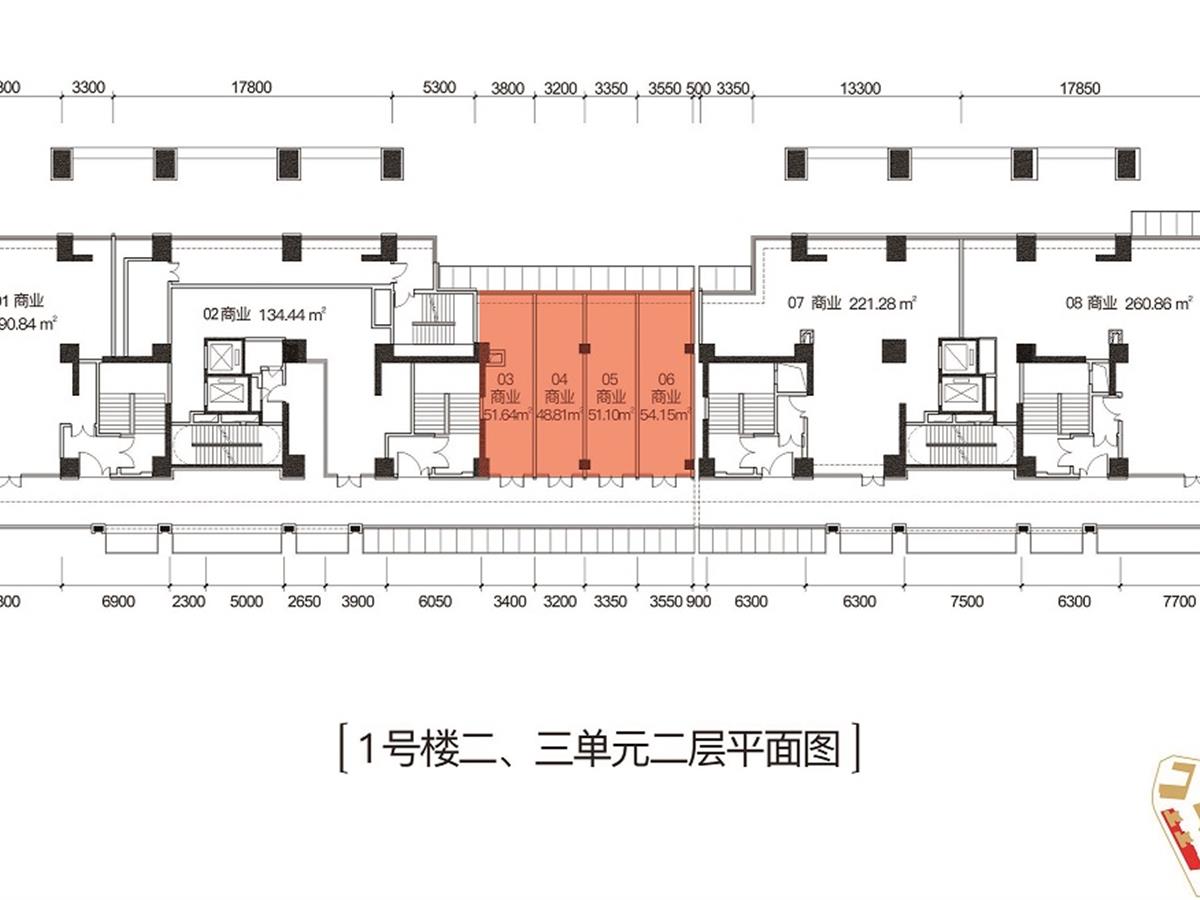 3300 17800 5300 3800 3200 3350 3550 500 3350 13300 17850
01 商业
90.84 m²
02 商业 134.44 m²
03
商业
51.64m²
04
商业
48.81m²
05
商业
51.10m²
06
商业
54.15m²
07 商业 221.28 m²
08 商业 260.86 m²
6900 2300 5000 2650 3900 6050 3400 3200 3350 3550 900 6300 6300 7500 6300 7700
[1号楼二、三单元二层平面图]